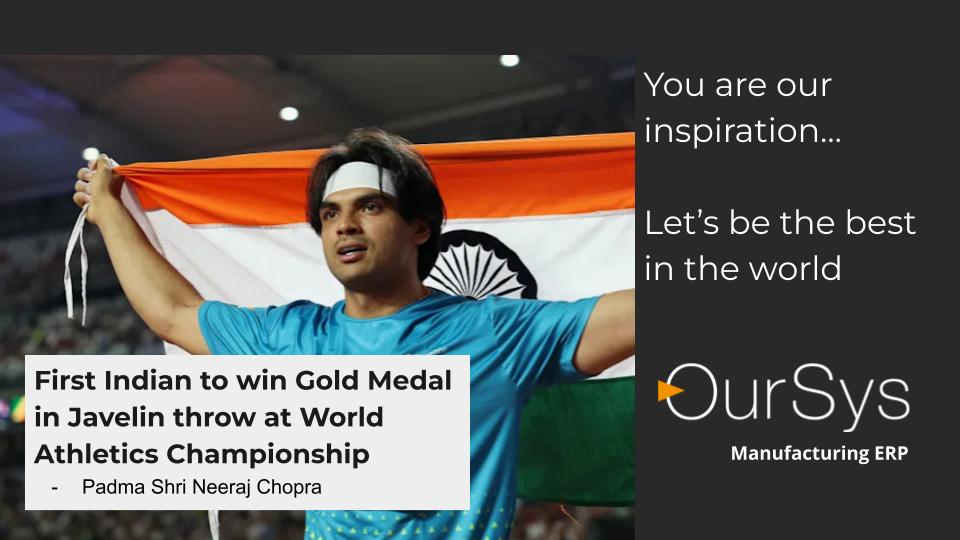 You are our
inspiration...
Let's be the best
in the world
First Indian to win Gold Medal
in Javelin throw at World
Athletics Championship
- Padma Shri Neeraj Chopra
OurSys
Manufacturing ERP